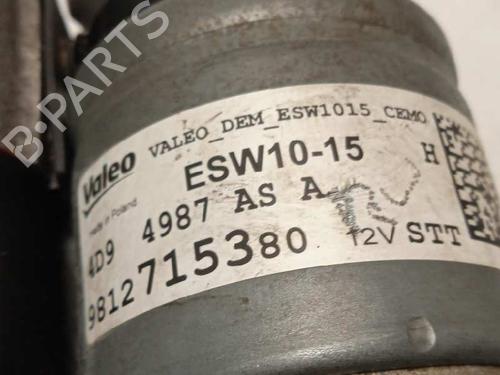 B-PARTS
VALEO_DEM_ESW1015_CEMO
Valeo
ESW10-15
H
made in Poland
4D9 4987 AS A
9812715380
12V STT